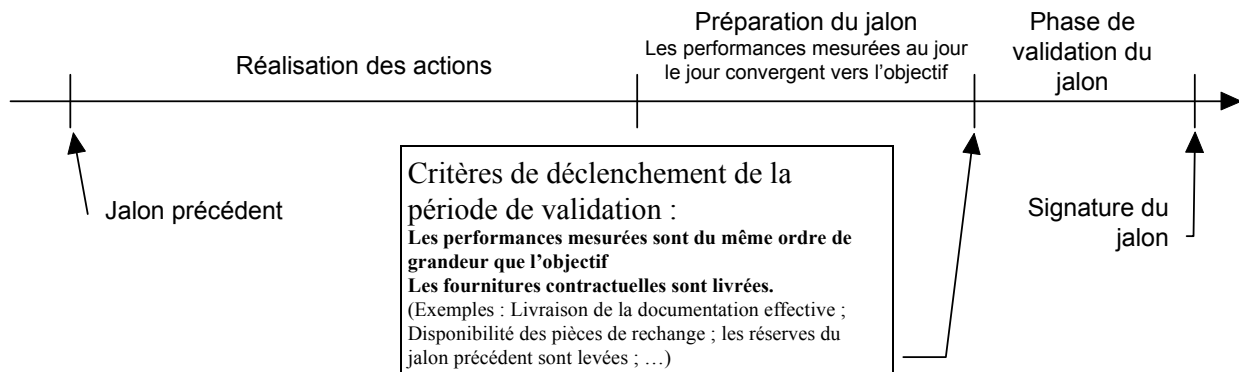 Préparation du jalon
Les performances mesurées au jour
le jour convergent vers l'objectif
Phase de
validation du
jalon
Réalisation des actions
Jalon précédent
Critères de déclenchement de la
période de validation :
Les performances mesurées sont du même ordre de
grandeur que l'objectif
Les fournitures contractuelles sont livrées.
(Exemples : Livraison de la documentation effective ;
Disponibilité des pièces de rechange ; les réserves du
jalon précédent sont levées ; …)
Signature du
jalon